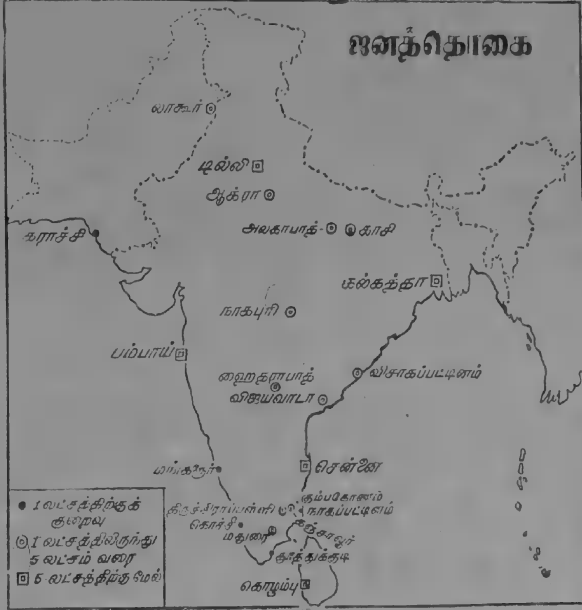 ஜனத்தொகை
லாகூர்
டில்லி
ஆக்ரா
அலகாபாத்
காசி
கராச்சி
கல்கத்தா
நாகபுரி
பம்பாய்
விசாகப்பட்டினம்
ஹைதராபாத்
விஜயவாடா
மங்களூர்
சென்னை
கும்பகோணம்
திருச்சிராப்பள்ளி
நாகப்பட்டினம்
கொச்சி
தஞ்சாவூர்
மதுரை
தூத்துக்குடி
கொழும்பு
1 லட்சத்திற்குக்
குறைவு
1 லட்சத்திலிருந்து
5 லட்சம் வரை
5 லட்சத்திற்கு மேல்